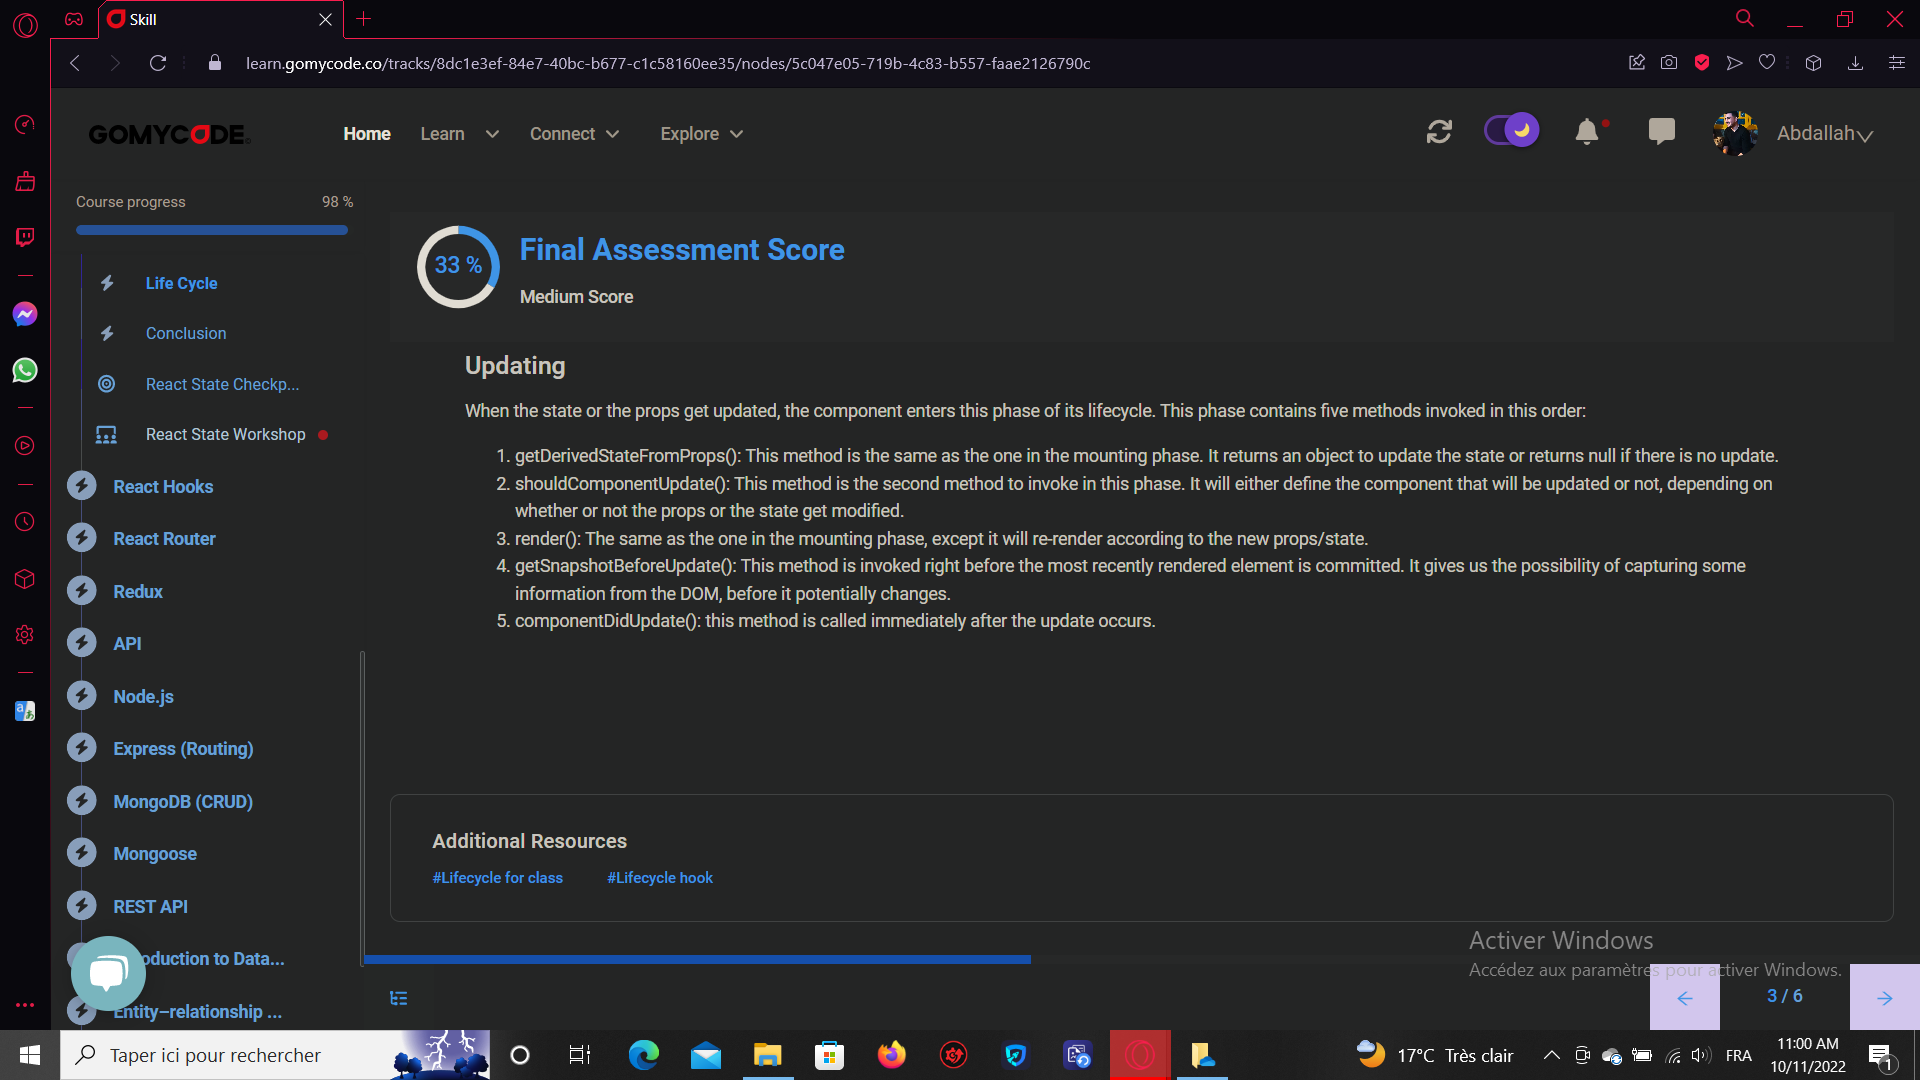 Skill
learn.gomycode.co/tracks/8dc1e3ef-84e7-40bc-b677-c1c58160ee35/nodes/5c047e05-719b-4c83-b557-faae2126790c
GOMYCODE
Home
Learn
Connect
Explore
Abdallah
Course progress
98 %
Life Cycle
Conclusion
React State Checkp...
React State Workshop
React Hooks
React Router
Redux
API
Node.js
Express (Routing)
MongoDB (CRUD)
Mongoose
REST API
oduction to Data...
Entity–relationship ...
33 %
Final Assessment Score
Medium Score
Updating
When the state or the props get updated, the component enters this phase of its lifecycle. This phase contains five methods invoked in this order:
1. getDerivedStateFromProps(): This method is the same as the one in the mounting phase. It returns an object to update the state or returns null if there is no update.
2. shouldComponentUpdate(): This method is the second method to invoke in this phase. It will either define the component that will be updated or not, depending on
whether or not the props or the state get modified.
3. render(): The same as the one in the mounting phase, except it will re-render according to the new props/state.
4. getSnapshotBeforeUpdate(): This method is invoked right before the most recently rendered element is committed. It gives us the possibility of capturing some
information from the DOM, before it potentially changes.
5. componentDidUpdate(): this method is called immediately after the update occurs.
Additional Resources
#Lifecycle for class
#Lifecycle hook
Activer Windows
Accédez aux paramètres pour activer Windows.
3 / 6
Taper ici pour rechercher
17°C Très clair
FRA
11:00 AM
10/11/2022
1